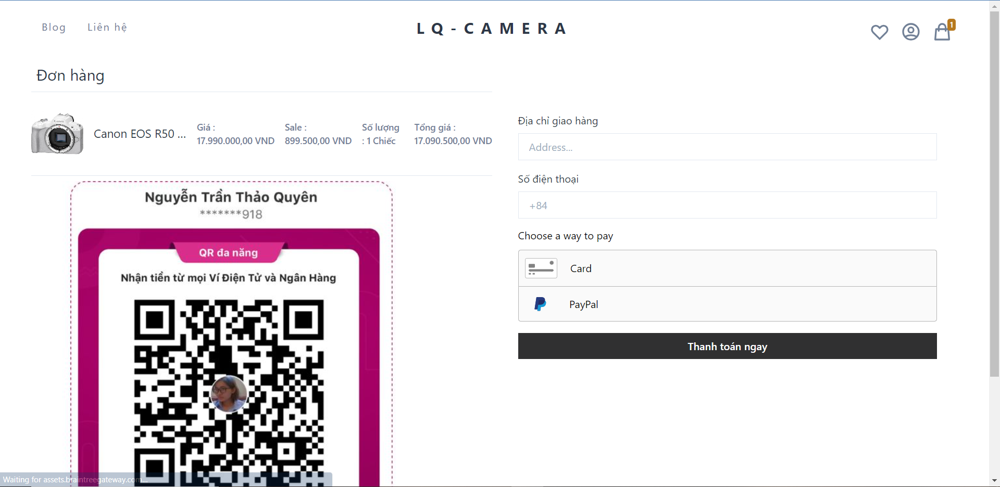 Blog
Liên hệ
LQ-CAMERA
1
Đơn hàng
Canon EOS R50 ...
Giá :
17.990.000,00 VND
Sale :
899.500,00 VND
Số lượng
: 1 Chiếc
Tổng giá :
17.090.500,00 VND
Nguyễn Trần Thảo Quyên
*******918
QR đa năng
Nhận tiền từ mọi Ví Điện Tử và Ngân Hàng
Địa chỉ giao hàng
Address...
Số điện thoại
+84
Choose a way to pay
Card
PayPal
Thanh toán ngay
Waiting for assets.braintreegateway.com...